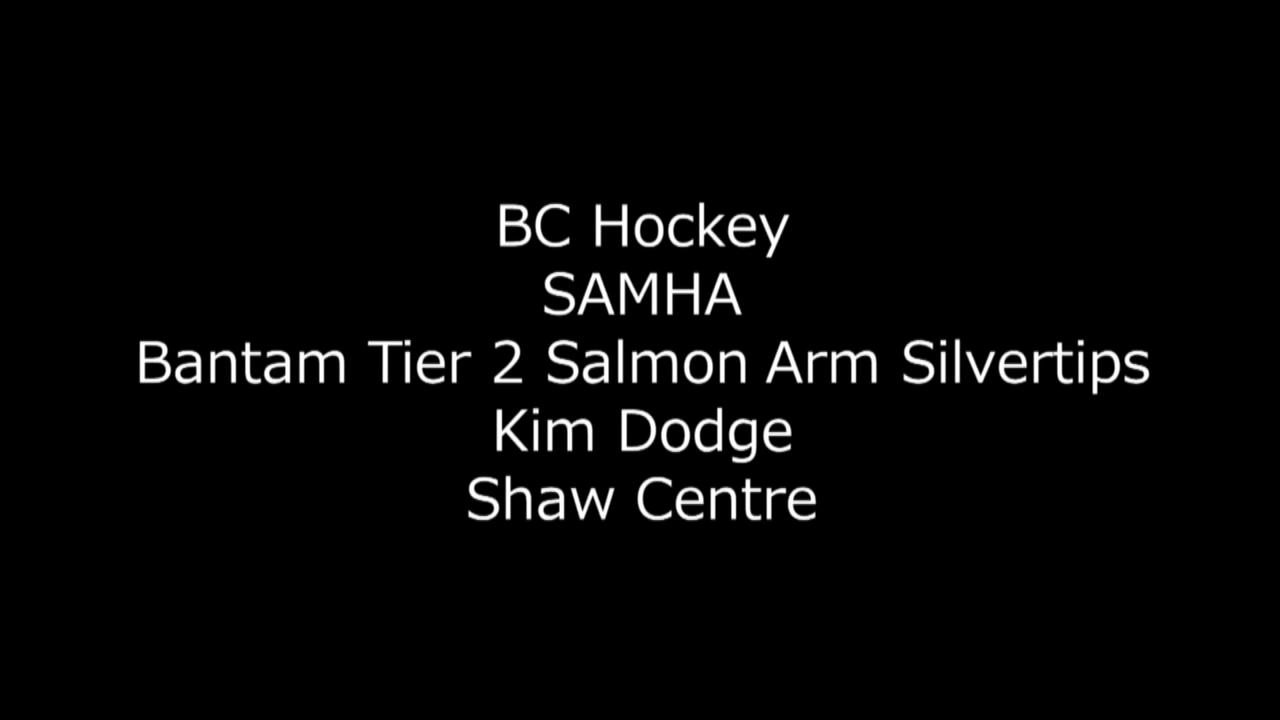 BC Hockey
SAMHA
Bantam Tier 2 Salmon Arm Silvertips
Kim Dodge
Shaw Centre